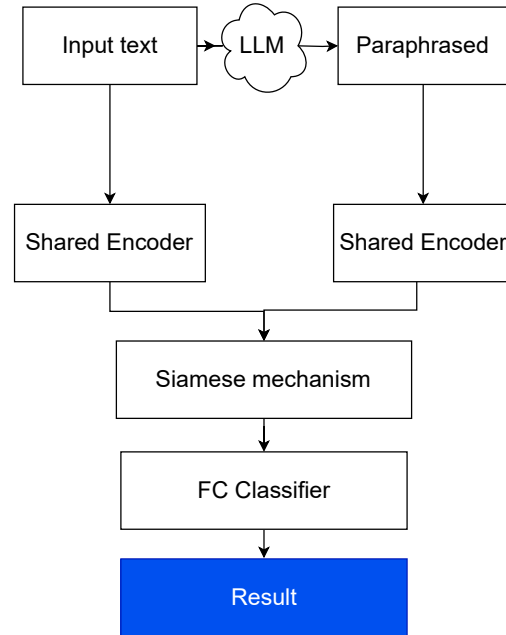 Input text
LLM
Paraphrased
Shared Encoder
Shared Encoder
Siamese mechanism
FC Classifier
Result